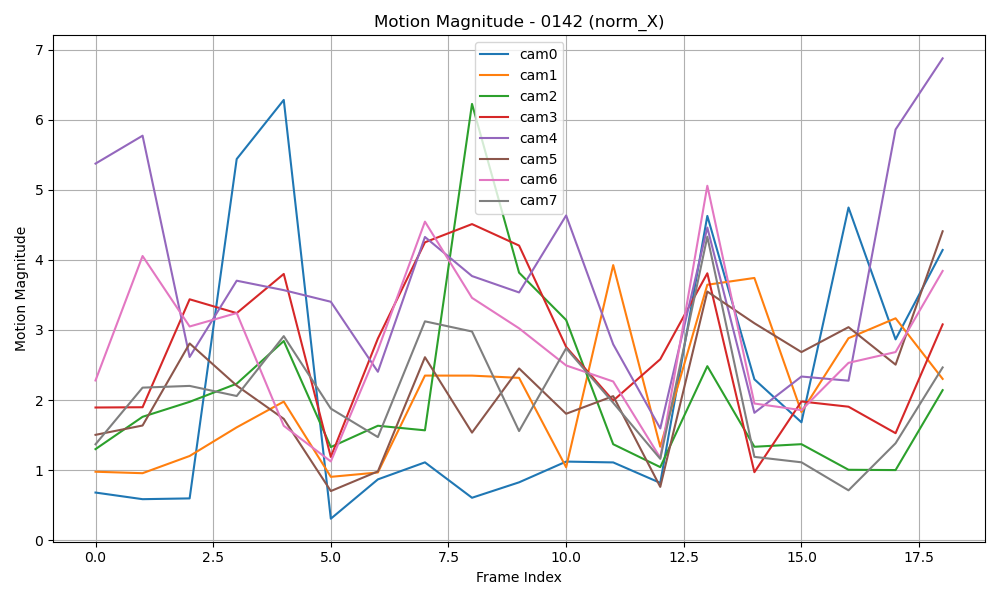 Motion Magnitude - 0142 (norm_X)
7
6
5
4
3
2
1
0
Motion Magnitude
cam0
cam1
cam2
cam3
cam4
cam5
cam6
cam7
0.0 2.5 5.0 7.5 10.0 12.5 15.0 17.5
Frame Index